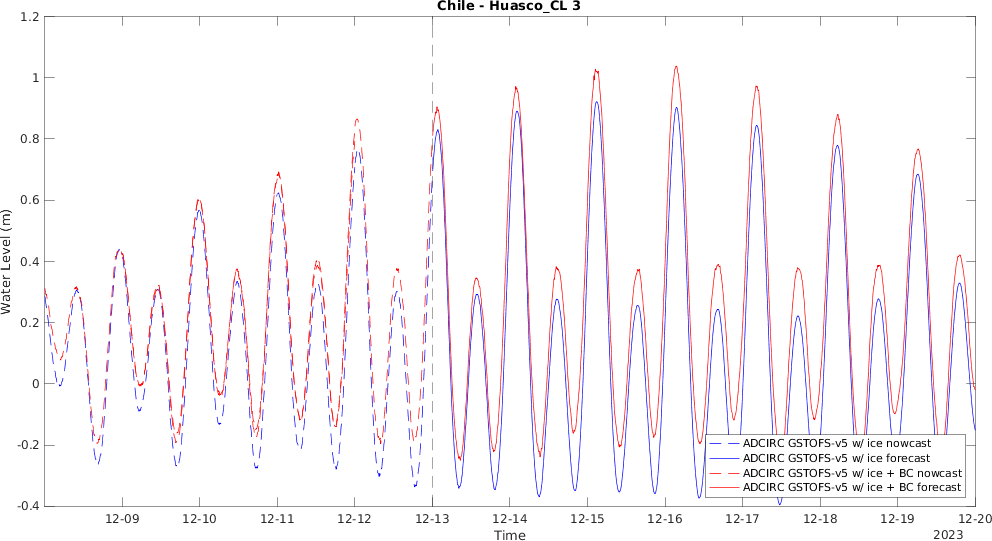 Chile - Huasco_CL 3
1.2
1
0.8
0.6
0.4
0.2
0
-0.2
-0.4
Water Level (m)
ADCIRC GSTOFS-v5 w/ ice nowcast
ADCIRC GSTOFS-v5 w/ ice forecast
ADCIRC GSTOFS-v5 w/ ice + BC nowcast
ADCIRC GSTOFS-v5 w/ ice + BC forecast
12-09 12-10 12-11 12-12 12-13 12-14 12-15 12-16 12-17 12-18 12-19 12-20
Time
2023